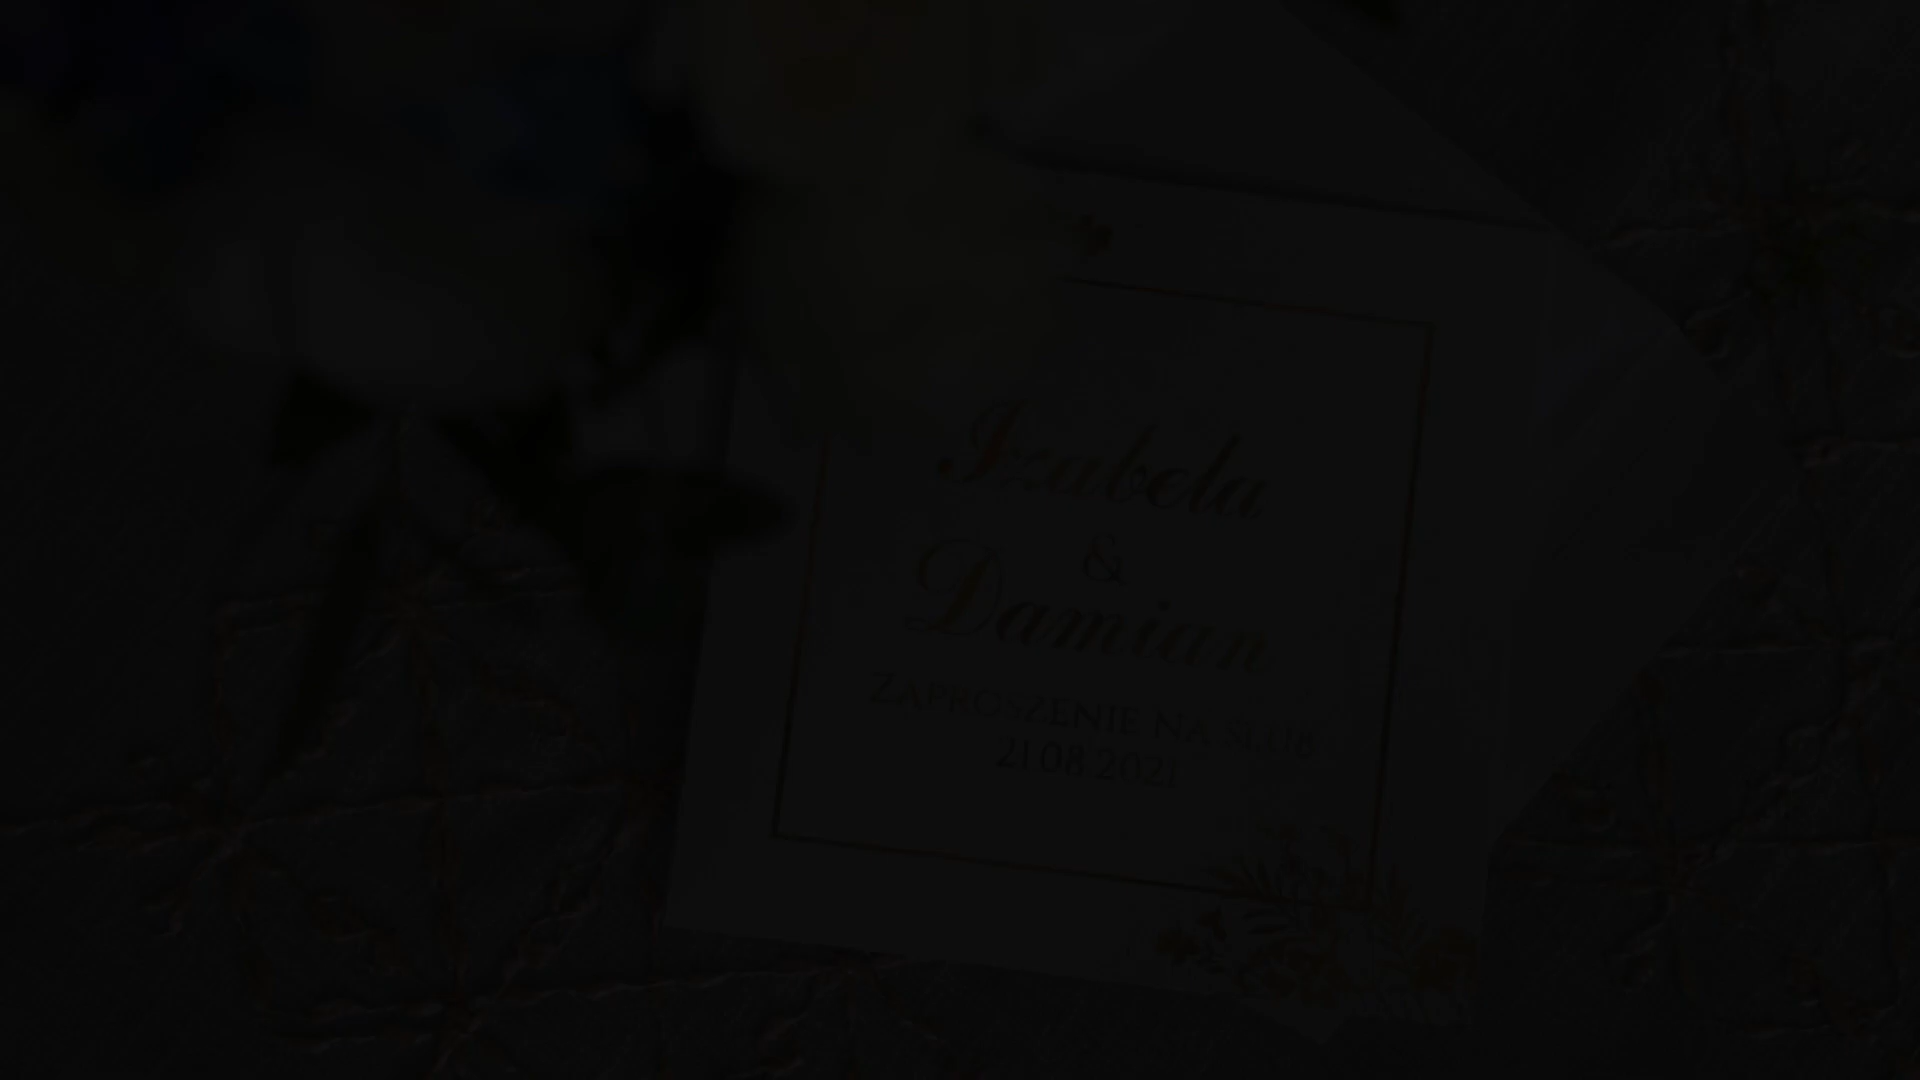 Izabela
&
Damian
ZAPROSZENIE NA ŚLUB
21.08.2021